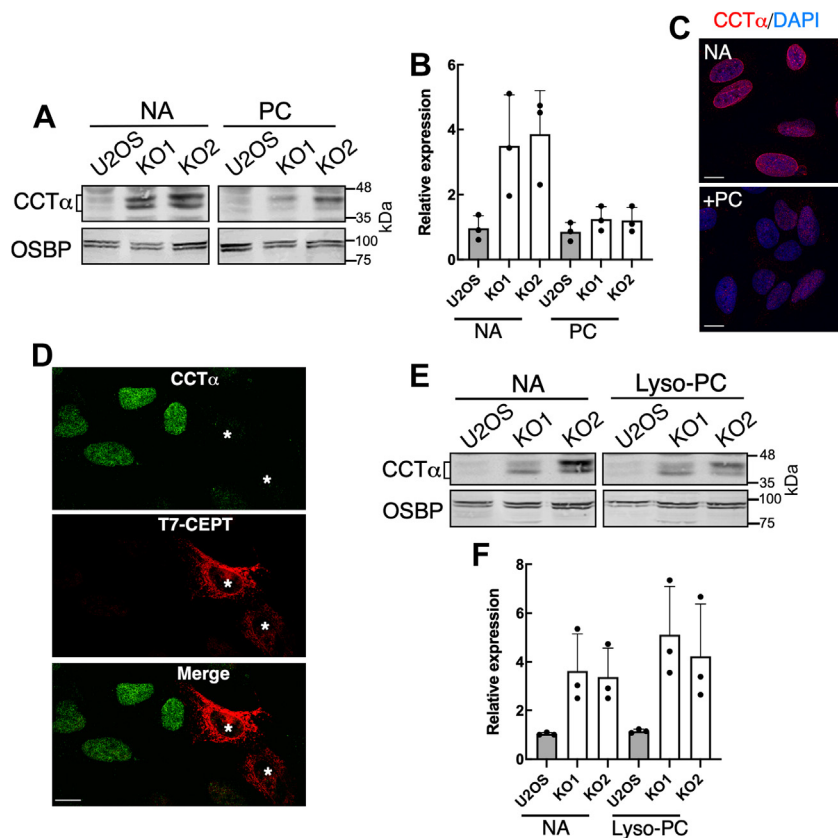 A
NA PC
U2OS KO1 KO2 U2OS KO1 KO2
CCTα 48
35
OSBP 100
75
kDa
B
Relative expression
6
4
2
0
U2OS KO1 KO2 U2OS KO1 KO2
NA PC
C
CCTα/DAPI
NA
+PC
D
CCTα
* *
T7-CEPT
* *
Merge
* *
E
NA Lyso-PC
U2OS KO1 KO2 U2OS KO1 KO2
CCTα 48
35
OSBP 100
75
kDa
F
Relative expression
8
6
4
2
0
U2OS KO1 KO2 U2OS KO1 KO2
NA Lyso-PC